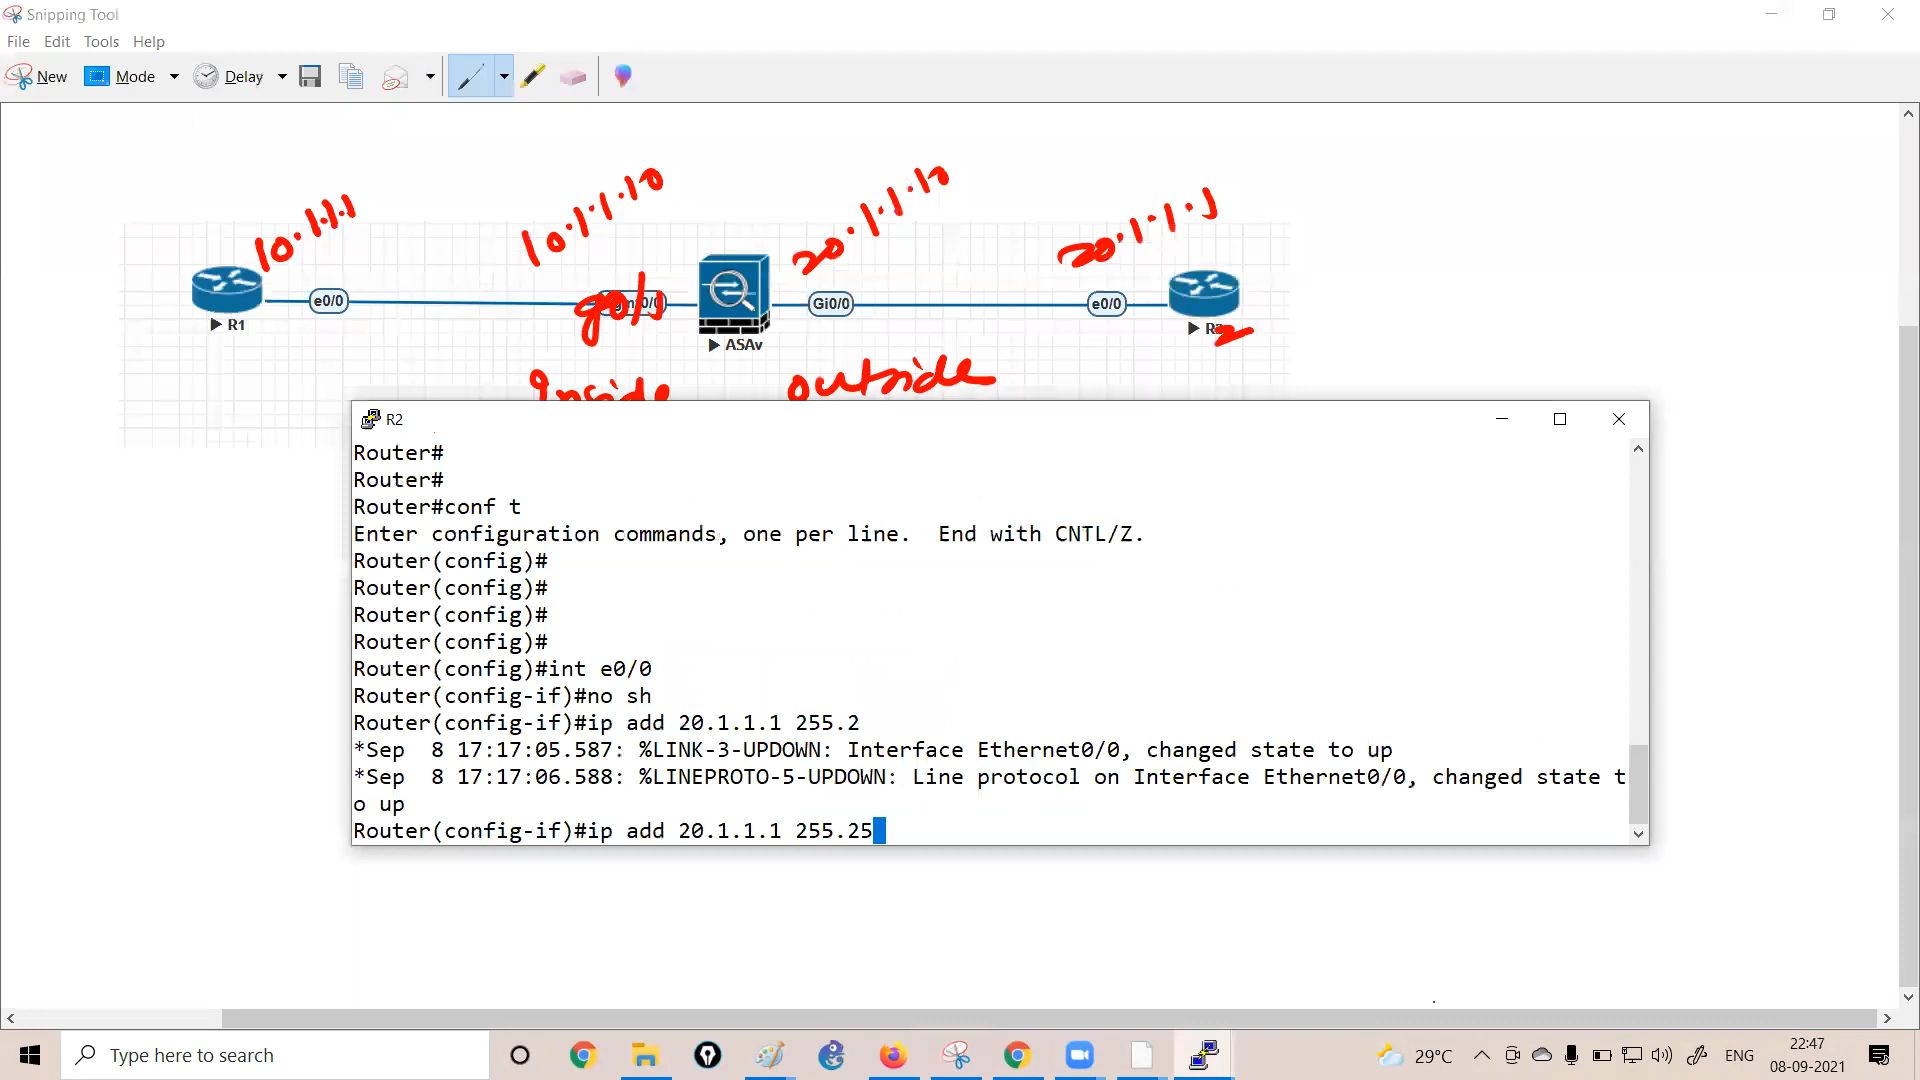 Snipping Tool
File Edit Tools Help
New Mode Delay
10.1.1.1 10.1.1.10 20.1.1.10 20.1.1.1
e0/0 g0/1 Gi0/0 e0/0
R1 ASAv R2
Inside outside
R2
Router#
Router#
Router#conf t
Enter configuration commands, one per line.  End with CNTL/Z.
Router(config)#
Router(config)#
Router(config)#
Router(config)#
Router(config)#int e0/0
Router(config-if)#no sh
Router(config-if)#ip add 20.1.1.1 255.2
*Sep  8 17:17:05.587: %LINK-3-UPDOWN: Interface Ethernet0/0, changed state to up
*Sep  8 17:17:06.588: %LINEPROTO-5-UPDOWN: Line protocol on Interface Ethernet0/0, changed state t
o up
Router(config-if)#ip add 20.1.1.1 255.25
Type here to search
29°C ENG
22:47
08-09-2021